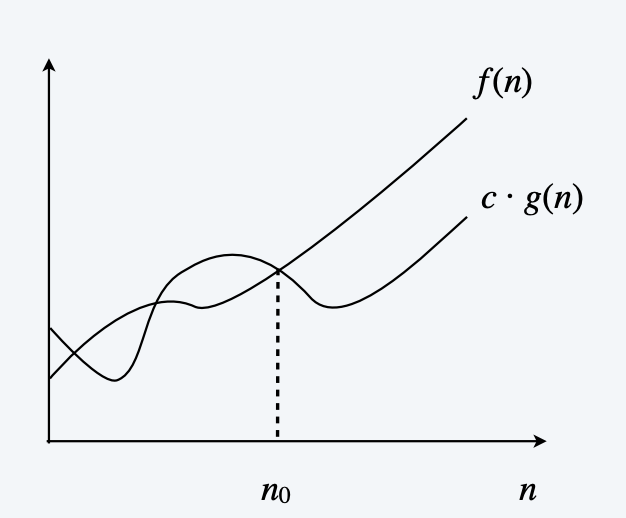 f(n)
c · g(n)
n₀ n